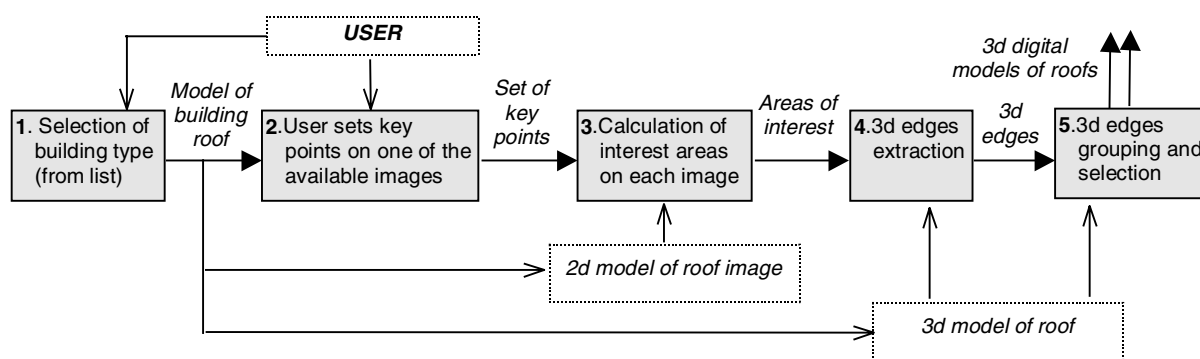 USER
3d digital
models of roofs
Model of
building
roof
Set of
key
points
Areas of
interest
3d
edges
1. Selection of
building type
(from list)
2.User sets key
points on one of the
available images
3.Calculation of
interest areas
on each image
4.3d edges
extraction
5.3d edges
grouping and
selection
2d model of roof image
3d model of roof